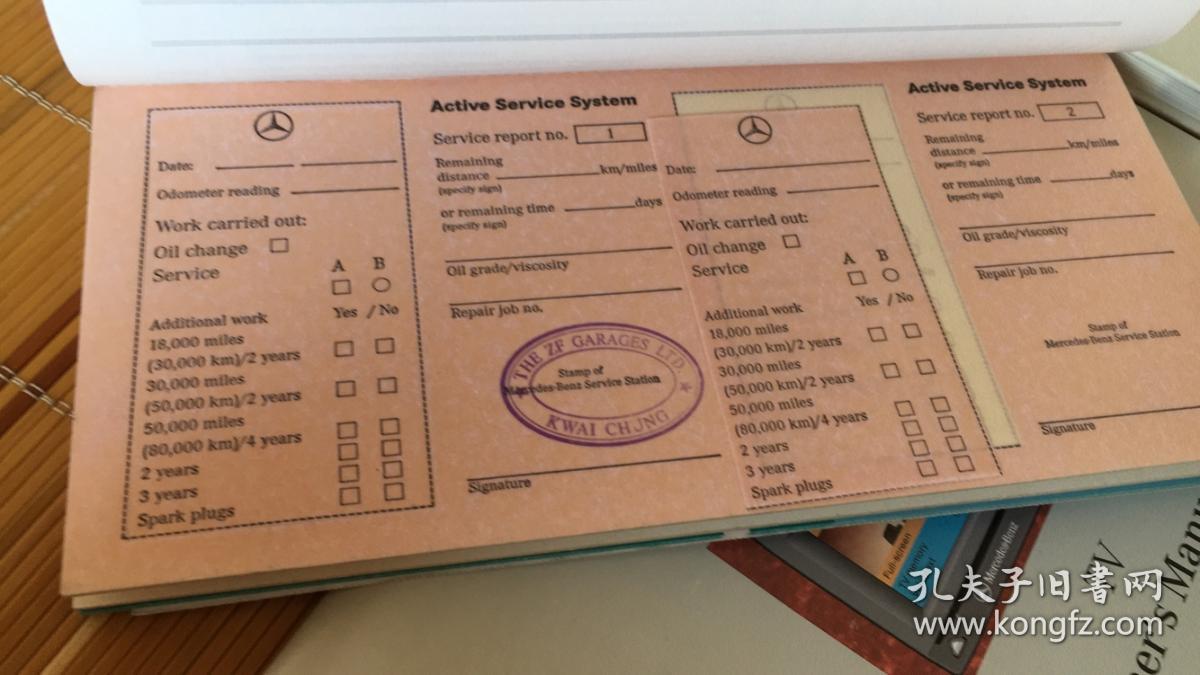 Date:
Odometer reading
Work carried out:
Oil change
Service
A B
Additional work
Yes / No
18,000 miles
(30,000 km)/2 years
30,000 miles
(50,000 km)/2 years
50,000 miles
(80,000 km)/4 years
2 years
3 years
Spark plugs
Active Service System
Service report no. 1
Remaining
distance km/miles
(specify sign)
or remaining time days
(specify sign)
Oil grade/viscosity
Repair job no.
THE ZF GARAGES LTD.
Stamp of
Mercedes-Benz Service Station
KWAI CHUNG
Signature
Date:
Odometer reading
Work carried out:
Oil change
Service
A B
Additional work
Yes / No
18,000 miles
(30,000 km)/2 years
30,000 miles
(50,000 km)/2 years
50,000 miles
(80,000 km)/4 years
2 years
3 years
Spark plugs
Active Service System
Service report no. 2
Remaining
distance km/miles
(specify sign)
or remaining time days
(specify sign)
Oil grade/viscosity
Repair job no.
Stamp of
Mercedes-Benz Service Station
Signature
Full-screen
Mercedes-Benz
TV
孔夫子旧书网
www.kongfz.com